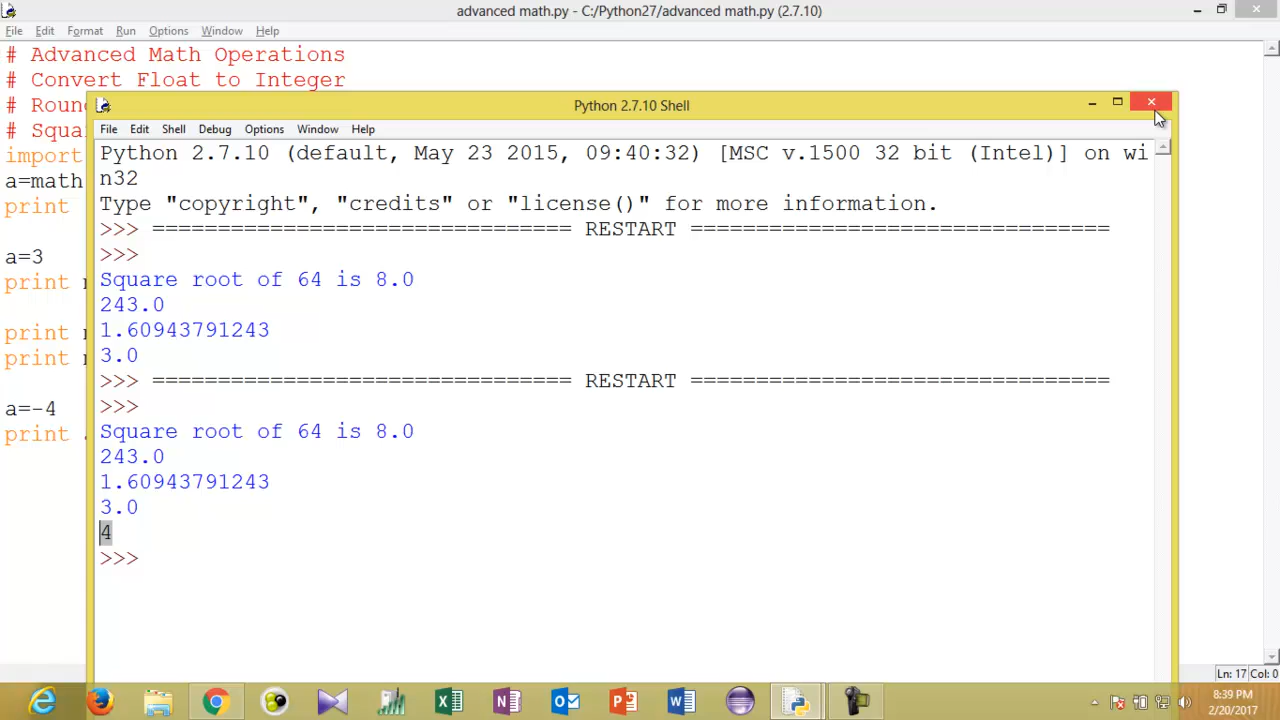 advanced math.py - C:/Python27/advanced math.py (2.7.10)
File Edit Format Run Options Window Help
# Advanced Math Operations
# Convert Float to Integer
# Roun
# Squa
import
a=math
print
a=3
print
print
print
a=-4
print
Python 2.7.10 Shell
File Edit Shell Debug Options Window Help
Python 2.7.10 (default, May 23 2015, 09:40:32) [MSC v.1500 32 bit (Intel)] on wi
n32
Type "copyright", "credits" or "license()" for more information.
>>> ================================ RESTART ================================
>>>
Square root of 64 is 8.0
243.0
1.60943791243
3.0
>>> ================================ RESTART ================================
>>>
Square root of 64 is 8.0
243.0
1.60943791243
3.0
4
>>>
Ln: 17 Col: 0
8:39 PM
2/20/2017